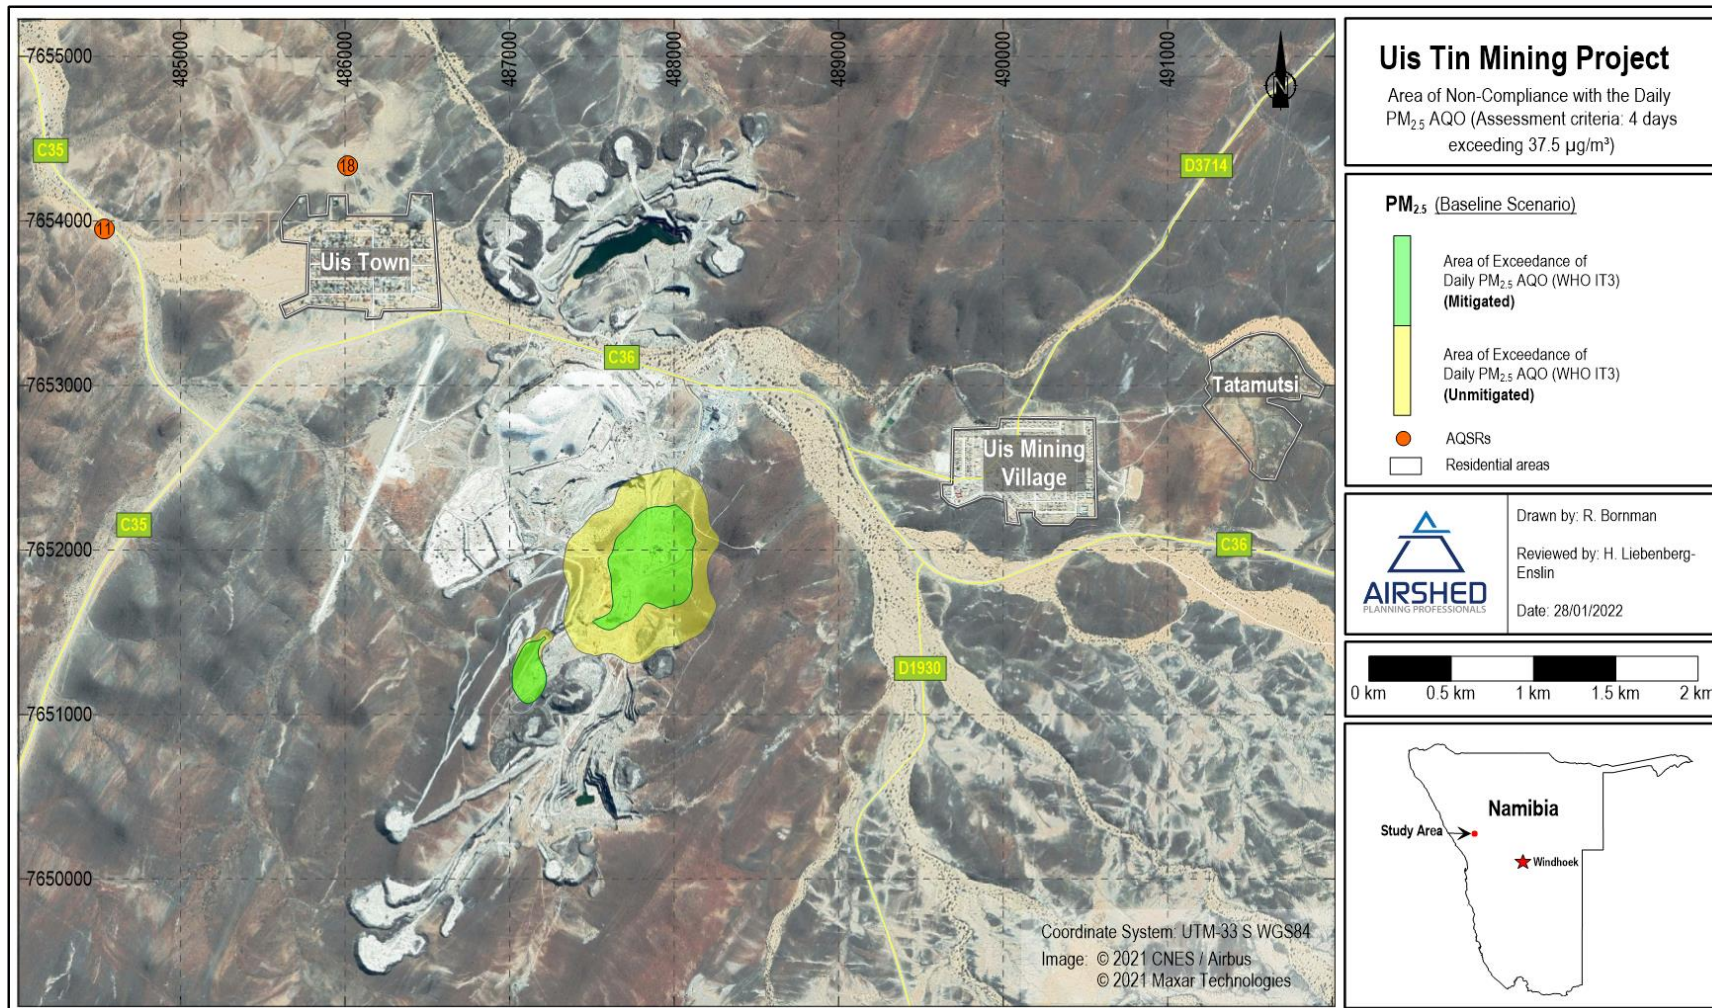 Uis Tin Mining Project
Area of Non-Compliance with the Daily
PM2.5 AQO (Assessment criteria: 4 days
exceeding 37.5 µg/m³)
N
PM2.5 (Baseline Scenario)
Area of Exceedance of
Daily PM2.5 AQO (WHO IT3)
(Mitigated)
Area of Exceedance of
Daily PM2.5 AQO (WHO IT3)
(Unmitigated)
AQSRs
Residential areas
AIRSHED
PLANNING PROFESSIONALS
Drawn by: R. Bornman
Reviewed by: H. Liebenberg-
Enslin
Date: 28/01/2022
0 km 0.5 km 1 km 1.5 km 2 km
Namibia
Study Area
Windhoek
485000
486000
487000
488000
489000
490000
491000
7655000
7654000
7653000
7652000
7651000
7650000
C35
18
11
D3714
Uis Town
C36
Tatamutsi
Uis Mining
Village
C35
C36
D1930
Coordinate System: UTM-33 S WGS84
Image: © 2021 CNES / Airbus
© 2021 Maxar Technologies